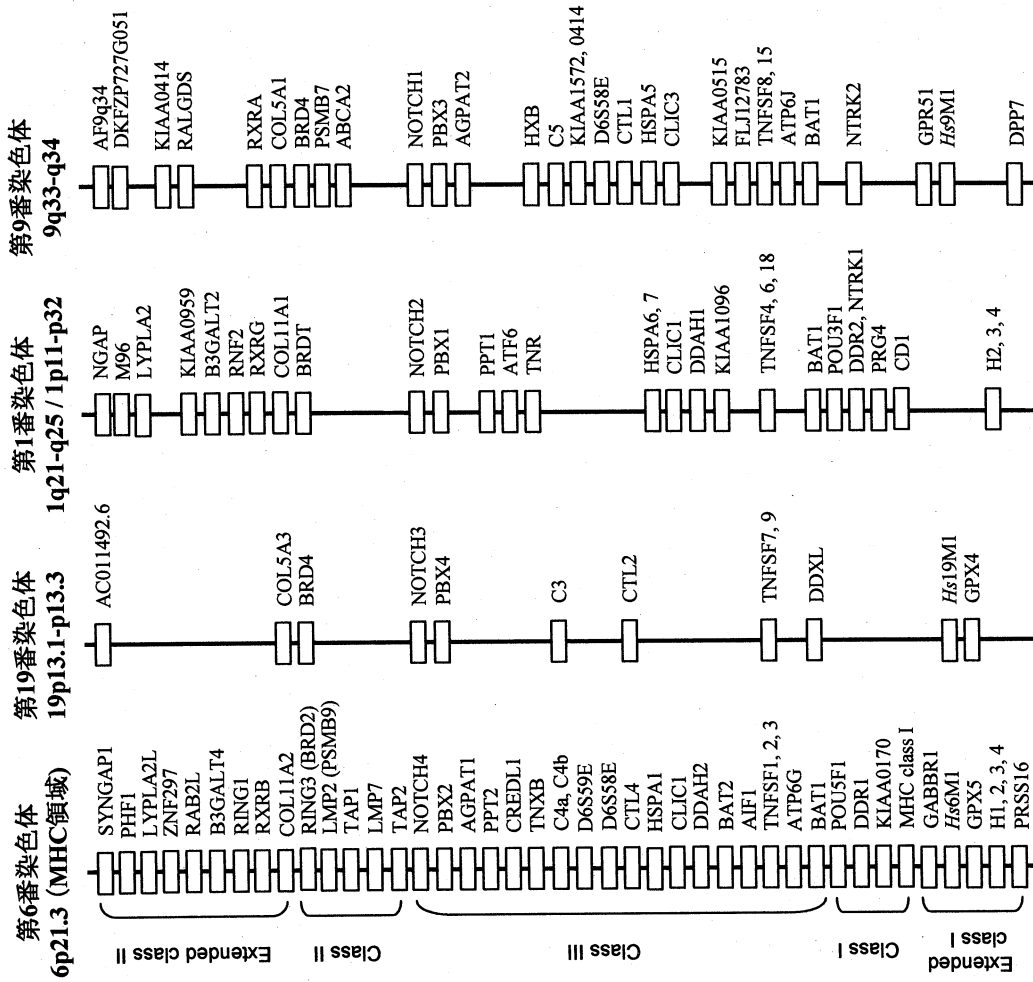 第6番染色体
6p21.3 (MHC領域)
Extended class II
Class II
Class III
Class I
Extended class I
SYNGAP1
PHF1
LYPLA2L
ZNF297
RAB2L
B3GALT4
RING1
RXRB
COL11A2
RING3 (BRD2)
LMP2 (PSMB9)
TAP1
LMP7
TAP2
NOTCH4
PBX2
AGPAT1
PPT2
CREDL1
TNXB
C4a, C4b
D6S59E
D6S58E
CTL4
HSPA1
CLIC1
DDAH2
BAT2
AIF1
TNFSF1, 2, 3
ATP6G
BAT1
POU5F1
DDR1
KIAA0170
MHC class I
GABBR1
Hs6M1
GPX5
H1, 2, 3, 4
PRSS16
第19番染色体
19p13.1-p13.3
AC011492.6
COL5A3
BRD4
NOTCH3
PBX4
C3
CTL2
TNFSF7, 9
DDXL
Hs19M1
GPX4
第1番染色体
1q21-q25 / 1p11-p32
NGAP
M96
LYPLA2
KIAA0959
B3GALT2
RNF2
RXRG
COL11A1
BRDT
NOTCH2
PBX1
PPT1
ATF6
TNR
HSPA6, 7
CLIC1
DDAH1
KIAA1096
TNFSF4, 6, 18
BAT1
POU3F1
DDR2, NTRK1
PRG4
CD1
H2, 3, 4
第9番染色体
9q33-q34
AF9q34
DKFZP727G051
KIAA0414
RALGDS
RXRA
COL5A1
BRD4
PSMB7
ABCA2
NOTCH1
PBX3
AGPAT2
HXB
C5
KIAA1572, 0414
D6S58E
CTL1
HSPA5
CLIC3
KIAA0515
FLJ12783
TNFSF8, 15
ATP6J
BAT1
NTRK2
GPR51
Hs9M1
DPP7